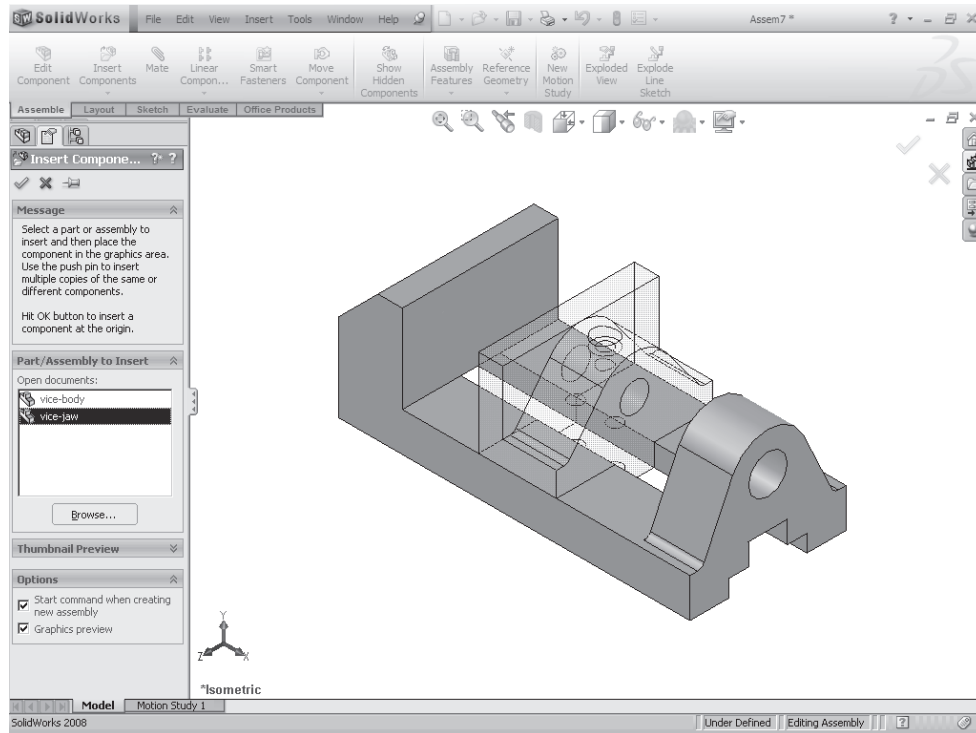 SolidWorks File Edit View Insert Tools Window Help Assem7 * ?
Edit Component
Insert Components
Mate
Linear Compon...
Smart Fasteners
Move Component
Show Hidden Components
Assembly Features
Reference Geometry
New Motion Study
Exploded View
Explode Line Sketch
Assemble Layout Sketch Evaluate Office Products
Insert Compone... ? ?
Message
Select a part or assembly to
insert and then place the
component in the graphics area.
Use the push pin to insert
multiple copies of the same or
different components.
Hit OK button to insert a
component at the origin.
Part/Assembly to Insert
Open documents:
vice-body
vice-jaw
Browse...
Thumbnail Preview
Options
Start command when creating
new assembly
Graphics preview
Y
Z X
*Isometric
Model Motion Study 1
SolidWorks 2008 Under Defined Editing Assembly ?